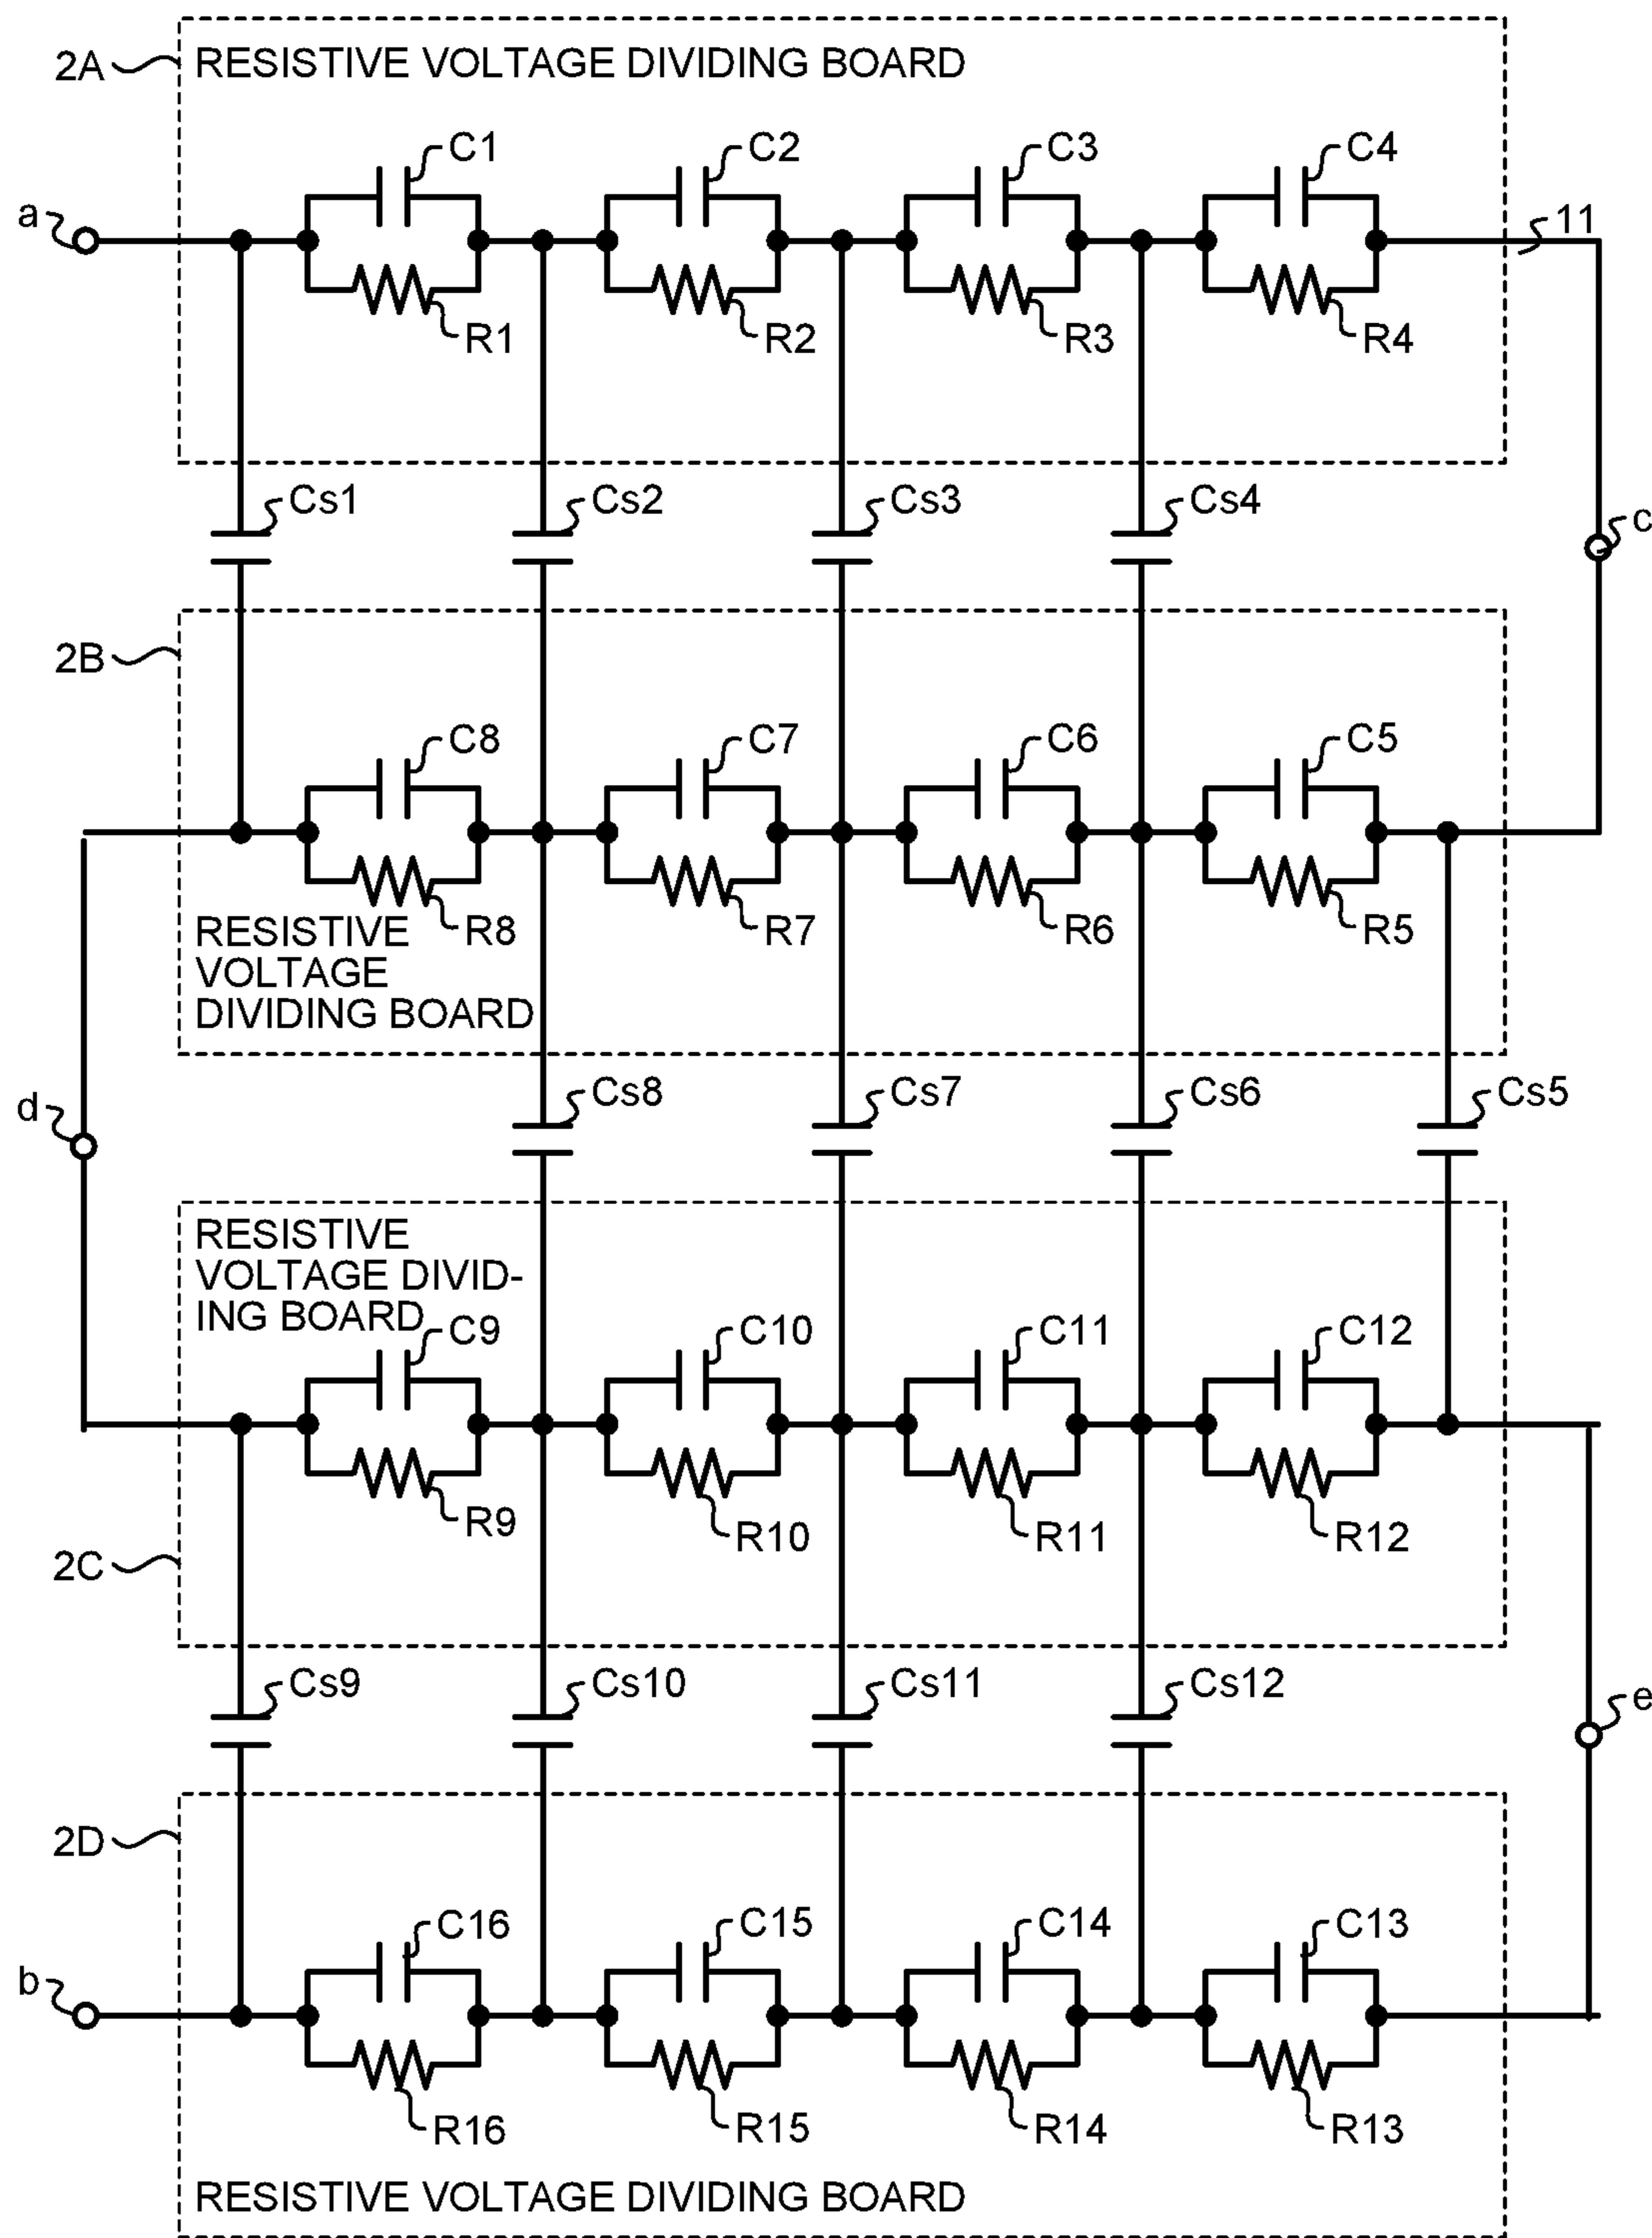 2A
RESISTIVE VOLTAGE DIVIDING BOARD
C1
C2
C3
C4
a
11
R1
R2
R3
R4
Cs1
Cs2
Cs3
Cs4
c
2B
C8
C7
C6
C5
R8
R7
R6
R5
RESISTIVE
VOLTAGE
DIVIDING BOARD
d
Cs8
Cs7
Cs6
Cs5
RESISTIVE
VOLTAGE DIVID-
ING BOARD
C9
C10
C11
C12
R9
R10
R11
R12
2C
Cs9
Cs10
Cs11
Cs12
e
2D
C16
C15
C14
C13
b
R16
R15
R14
R13
RESISTIVE VOLTAGE DIVIDING BOARD